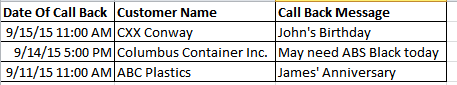 Date Of Call Back Customer Name Call Back Message
9/15/15 11:00 AM CXX Conway John's Birthday
9/14/15 5:00 PM Columbus Container Inc. May need ABS Black today
9/11/15 11:00 AM ABC Plastics James' Anniversary